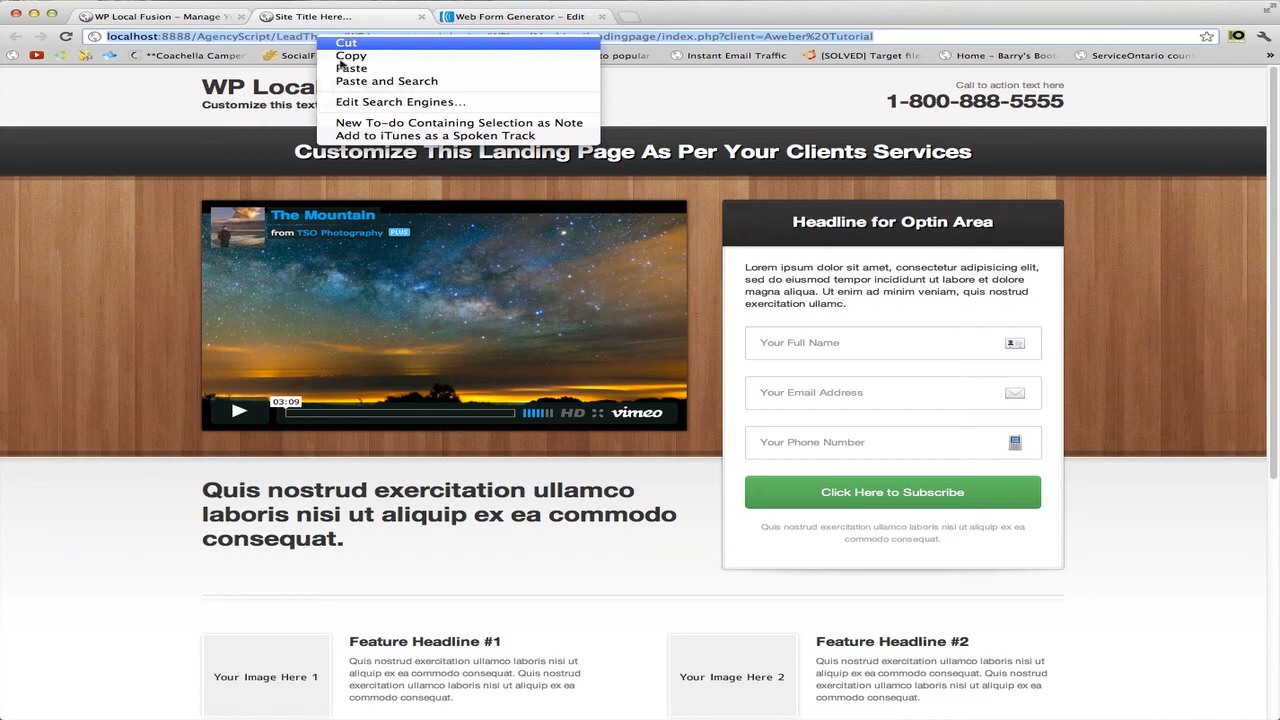 WP Local Fusion – Manage
Site Title Here...
Web Form Generator – Edit
localhost:8888/AgencyScript/
index.php?client=Aweber%20Tutorial
**Coachella Camper
Instant Email Traffic
[SOLVED] Target files
Home – Barry's Boot
ServiceOntario coun
Cut
Copy
Paste
Paste and Search
Edit Search Engines...
New To-do Containing Selection as Note
Add to iTunes as a Spoken Track
WP Local
Customize this text
Call to action text here
1-800-888-5555
Customize This Landing Page As Per Your Clients Services
The Mountain
from TSO Photography PLUS
03:09
HD vimeo
Headline for Optin Area
Lorem ipsum dolor sit amet, consectetur adipisicing elit,
sed do eiusmod tempor incididunt ut labore et dolore
magna aliqua. Ut enim ad minim veniam, quis nostrud
exercitation ullamc.
Your Full Name
Your Email Address
Your Phone Number
Click Here to Subscribe
Quis nostrud exercitation ullamco laboris nisi ut aliquip ex ea
commodo consequat.
Quis nostrud exercitation ullamco
laboris nisi ut aliquip ex ea commodo
consequat.
Your Image Here 1
Feature Headline #1
Quis nostrud exercitation ullamco laboris nisi ut
aliquip ex ea commodo consequat. Quis nostrud
exercitation ullamco laboris nisi ut aliquip ex ea
commodo consequat.
Your Image Here 2
Feature Headline #2
Quis nostrud exercitation ullamco laboris nisi ut
aliquip ex ea commodo consequat. Quis nostrud
exercitation ullamco laboris nisi ut aliquip ex ea
commodo consequat.